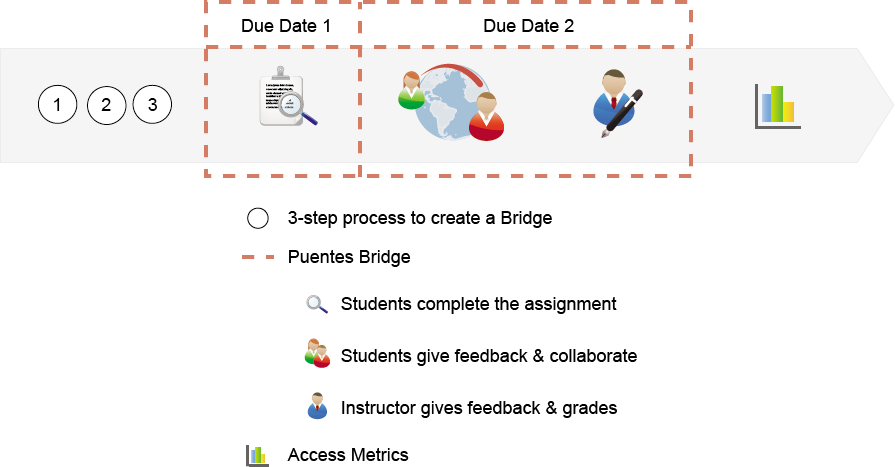 Due Date 1
Due Date 2
1 2 3
3-step process to create a Bridge
Puentes Bridge
Students complete the assignment
Students give feedback & collaborate
Instructor gives feedback & grades
Access Metrics